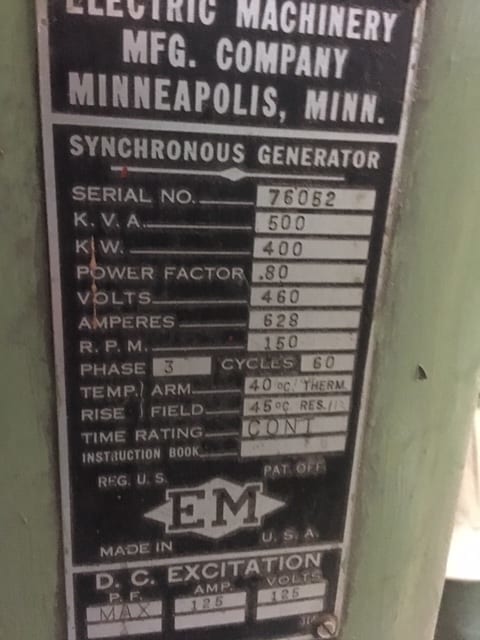 ELECTRIC MACHINERY
MFG. COMPANY
MINNEAPOLIS, MINN.
SYNCHRONOUS GENERATOR
SERIAL NO. 76052
K.V.A. 500
K.W. 400
POWER FACTOR .80
VOLTS 460
AMPERES 628
R.P.M. 150
PHASE 3 CYCLES 60
TEMP. ARM. 40 °C. THERM.
RISE FIELD 45°C RES.
TIME RATING CONT
INSTRUCTION BOOK
REG. U.S. PAT. OFF.
EM
MADE IN U.S.A.
D.C. EXCITATION
P.F. AMP. VOLTS
MAX 125 125